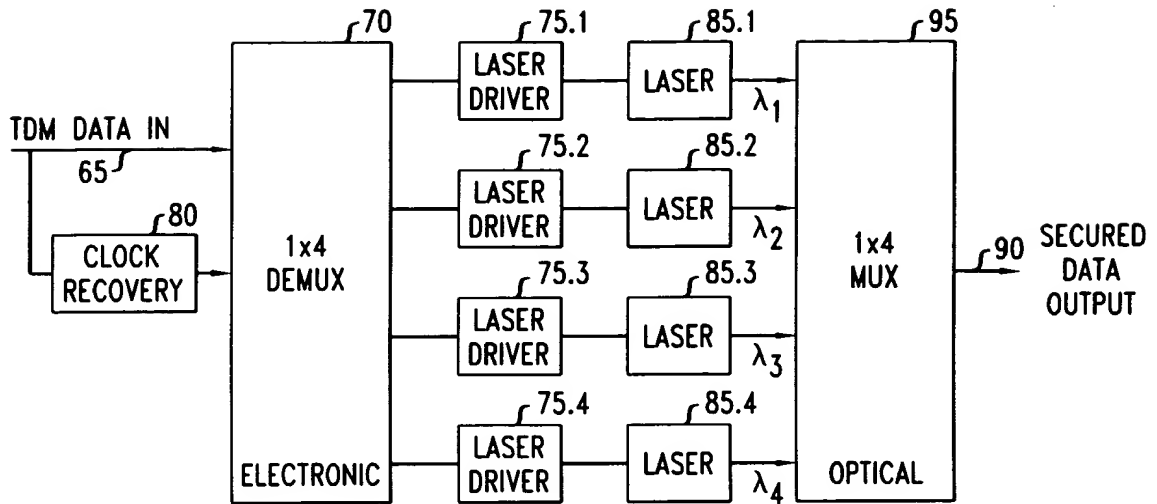 70
75.1
85.1
95
LASER
DRIVER
LASER
λ1
TDM DATA IN
65
75.2
85.2
LASER
DRIVER
LASER
λ2
80
CLOCK
RECOVERY
1x4
DEMUX
1x4
MUX
90
SECURED
DATA
OUTPUT
75.3
85.3
LASER
DRIVER
LASER
λ3
75.4
85.4
LASER
DRIVER
LASER
λ4
ELECTRONIC
OPTICAL